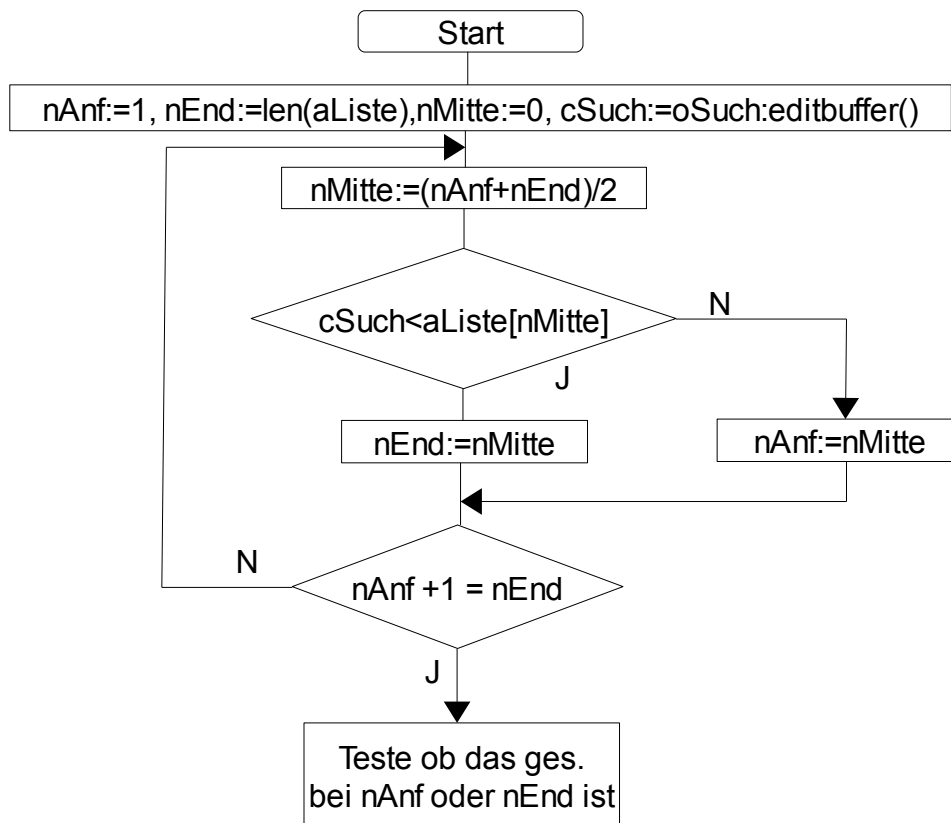 Start
nAnf:=1, nEnd:=len(aListe),nMitte:=0, cSuch:=oSuch:editbuffer()
nMitte:=(nAnf+nEnd)/2
cSuch<aListe[nMitte]
N
J
nEnd:=nMitte
nAnf:=nMitte
N
nAnf +1 = nEnd
J
Teste ob das ges.
bei nAnf oder nEnd ist